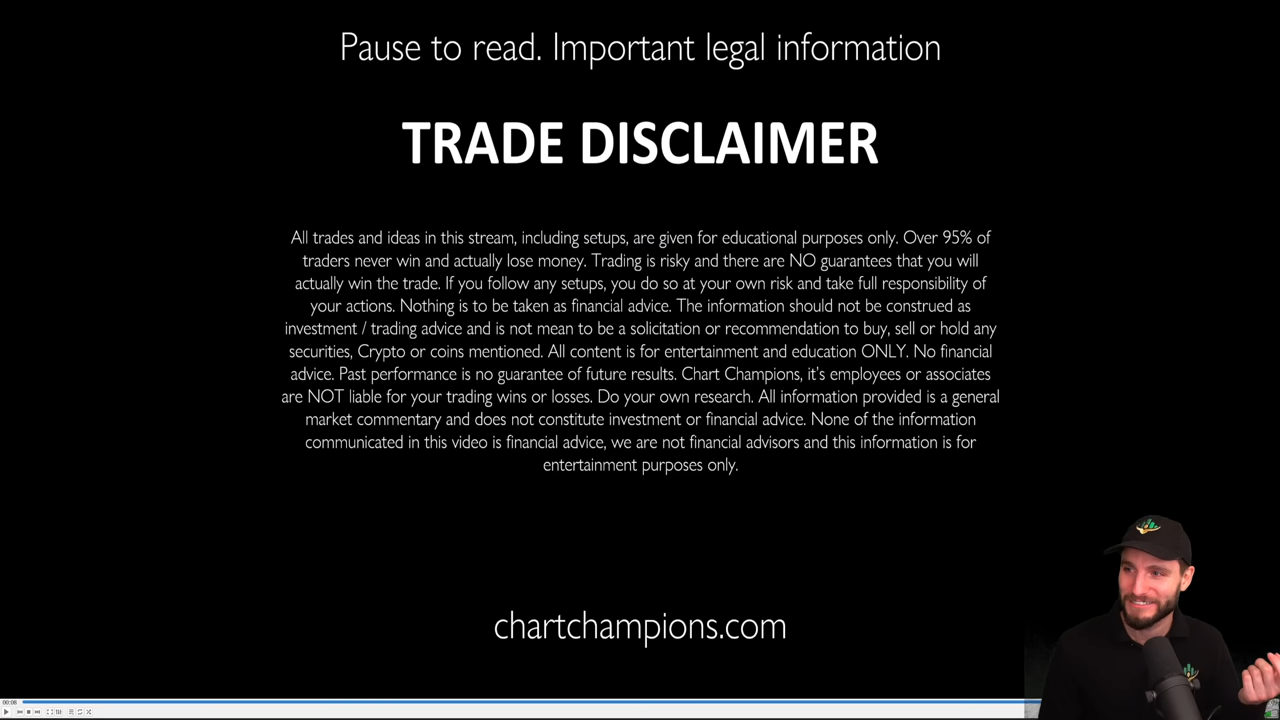 Pause to read. Important legal information
TRADE DISCLAIMER
All trades and ideas in this stream, including setups, are given for educational purposes only. Over 95% of
traders never win and actually lose money. Trading is risky and there are NO guarantees that you will
actually win the trade. If you follow any setups, you do so at your own risk and take full responsibility of
your actions. Nothing is to be taken as financial advice. The information should not be construed as
investment / trading advice and is not mean to be a solicitation or recommendation to buy, sell or hold any
securities, Crypto or coins mentioned. All content is for entertainment and education ONLY. No financial
advice. Past performance is no guarantee of future results. Chart Champions, it's employees or associates
are NOT liable for your trading wins or losses. Do your own research. All information provided is a general
market commentary and does not constitute investment or financial advice. None of the information
communicated in this video is financial advice, we are not financial advisors and this information is for
entertainment purposes only.
chartchampions.com
00:08